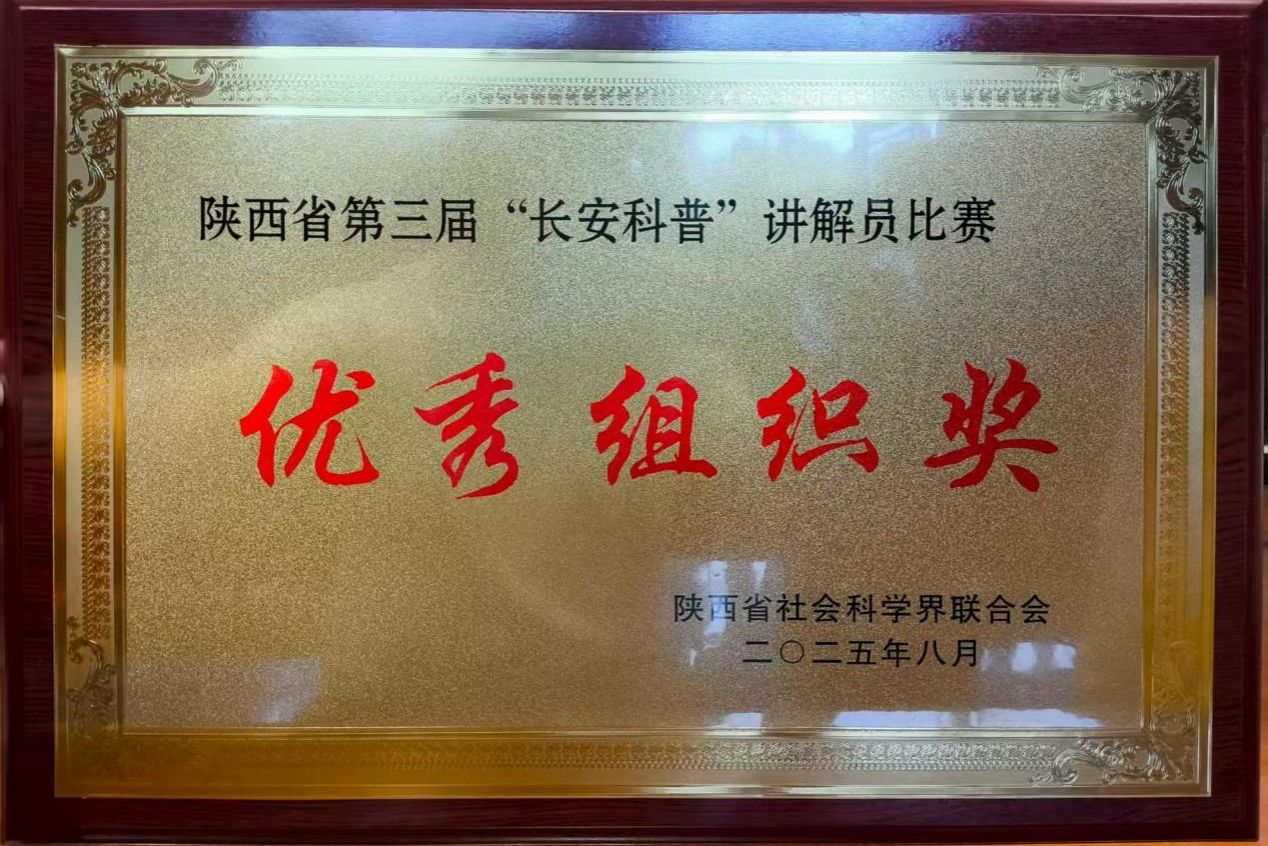 陕西省第三届“长安科普”讲解员比赛
优秀组织奖
陕西省社会科学界联合会
二〇二五年八月